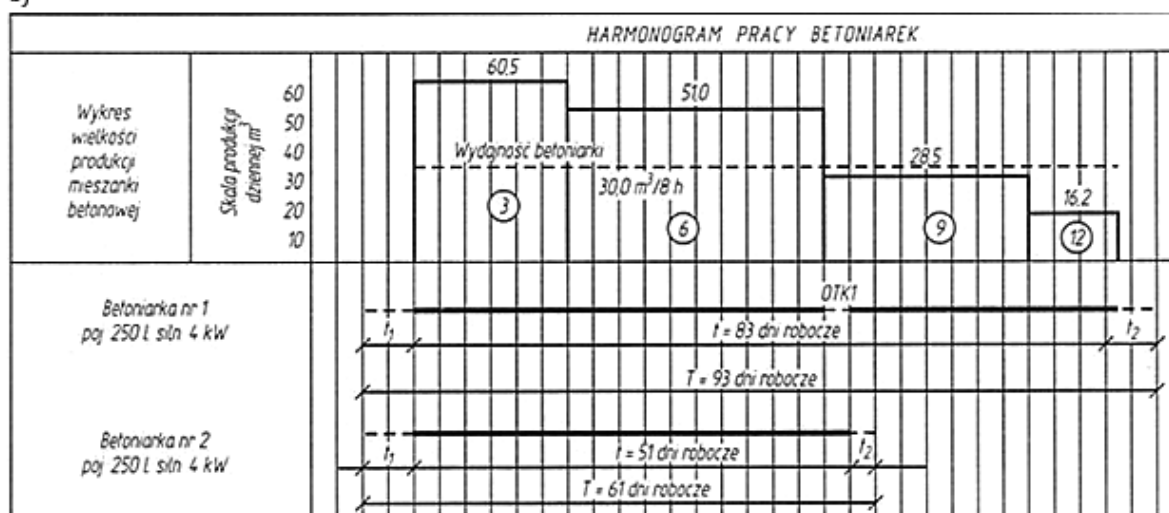 HARMONOGRAM PRACY BETONIAREK
Wykres
wielkości
produkcji
mieszanki
betonowej
Skala produkcji
dziennej m³
60
50
40
30
20
10
60,5
51,0
Wydajność betoniarki
30,0 m³/8 h
28,5
16,2
3
6
9
12
Betoniarka nr 1
poj 250 l siln 4 kW
OTK1
t₁
t = 83 dni robocze
t₂
T = 93 dni robocze
Betoniarka nr 2
poj 250 l siln 4 kW
t₁
t = 51 dni robocze
t₂
T = 61 dni robocze